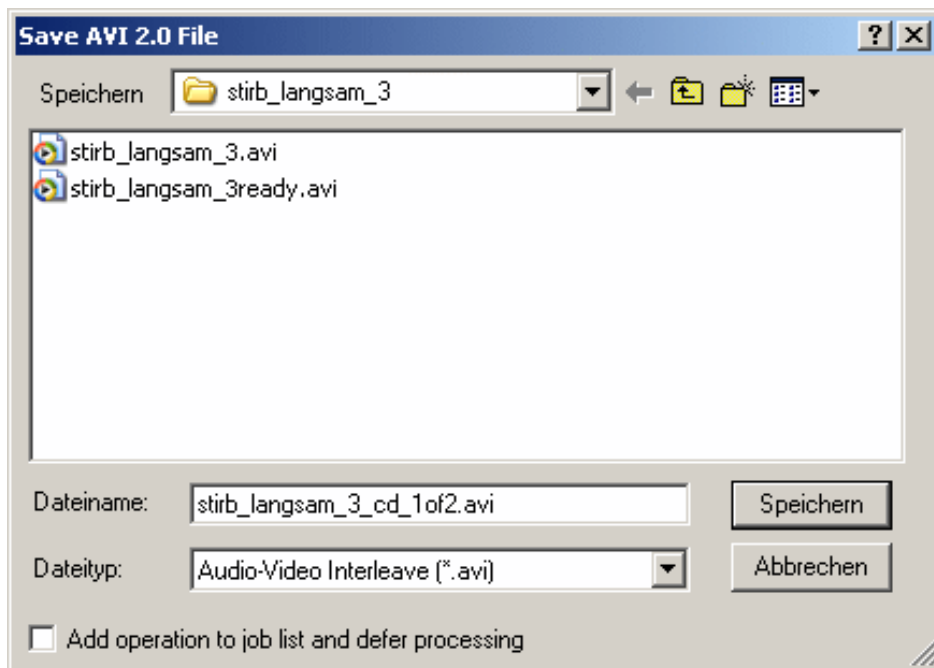 Save AVI 2.0 File
Speichern stirb_langsam_3
stirb_langsam_3.avi
stirb_langsam_3ready.avi
Dateiname: stirb_langsam_3_cd_1of2.avi Speichern
Dateityp: Audio-Video Interleave (*.avi) Abbrechen
Add operation to job list and defer processing